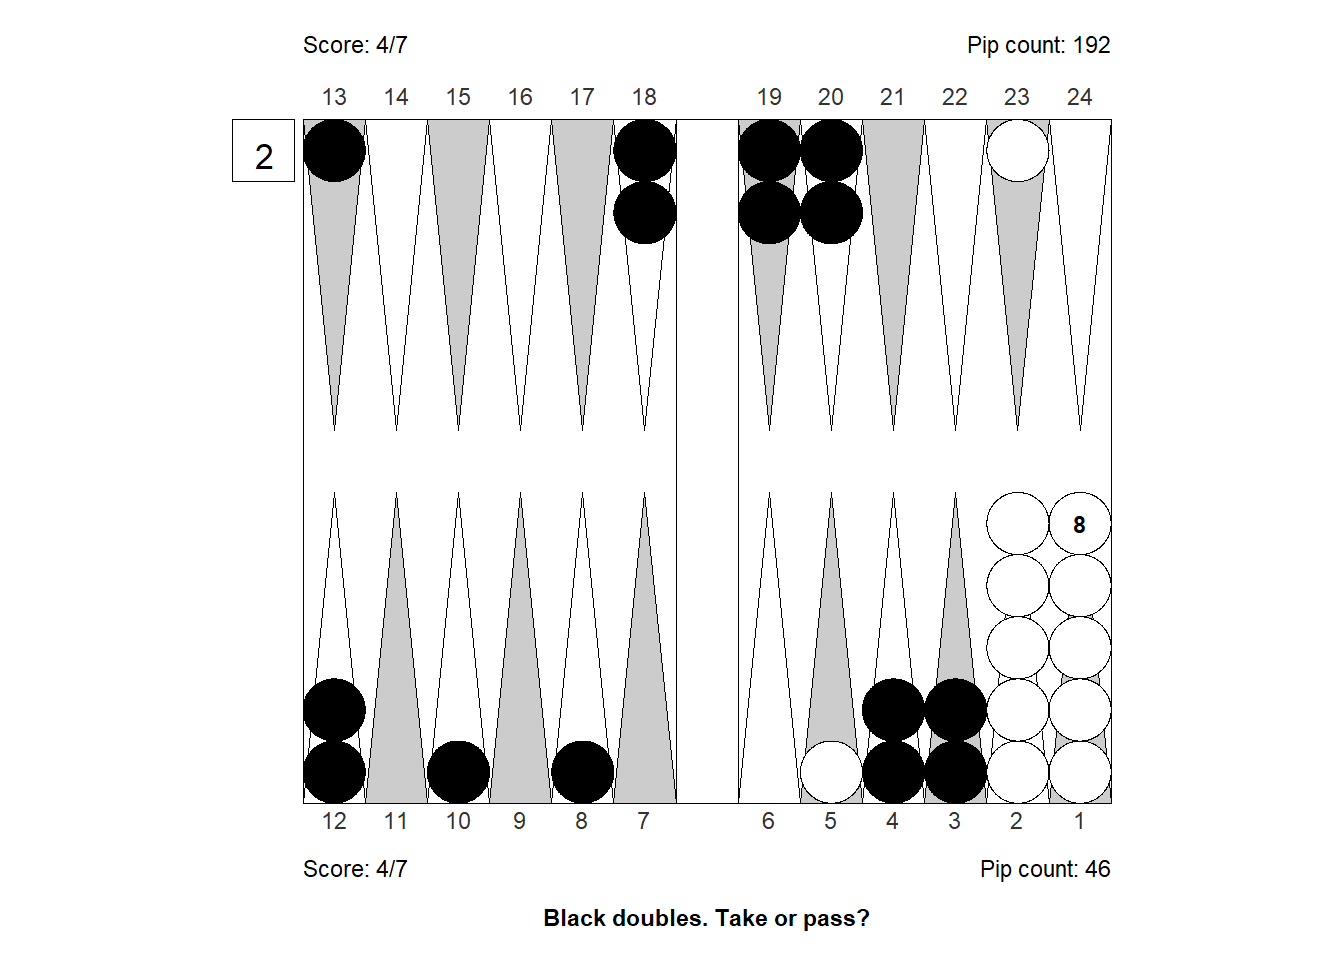 Score: 4/7 Pip count: 192
13 14 15 16 17 18 19 20 21 22 23 24
2
8
12 11 10 9 8 7 6 5 4 3 2 1
Score: 4/7 Pip count: 46
Black doubles. Take or pass?